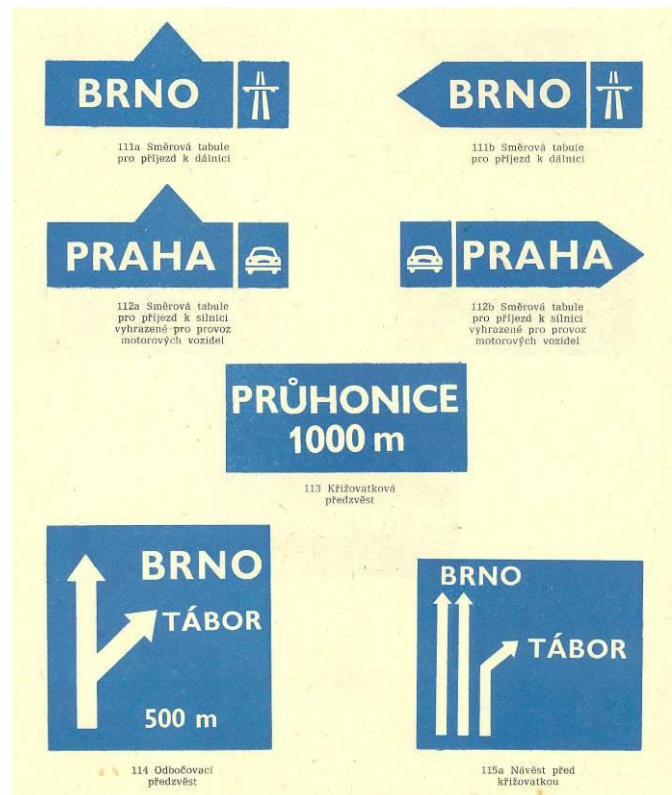 BRNO
111a Směrová tabule
pro příjezd k dálnici
BRNO
111b Směrová tabule
pro příjezd k dálnici
PRAHA
112a Směrová tabule
pro příjezd k silnici
vyhrazené pro provoz
motorových vozidel
PRAHA
112b Směrová tabule
pro příjezd k silnici
vyhrazené pro provoz
motorových vozidel
PRŮHONICE
1000 m
113 Křižovatková
předzvěst
BRNO
TÁBOR
500 m
114 Odbočovací
předzvěst
BRNO
TÁBOR
115a Návěst před
křižovatkou